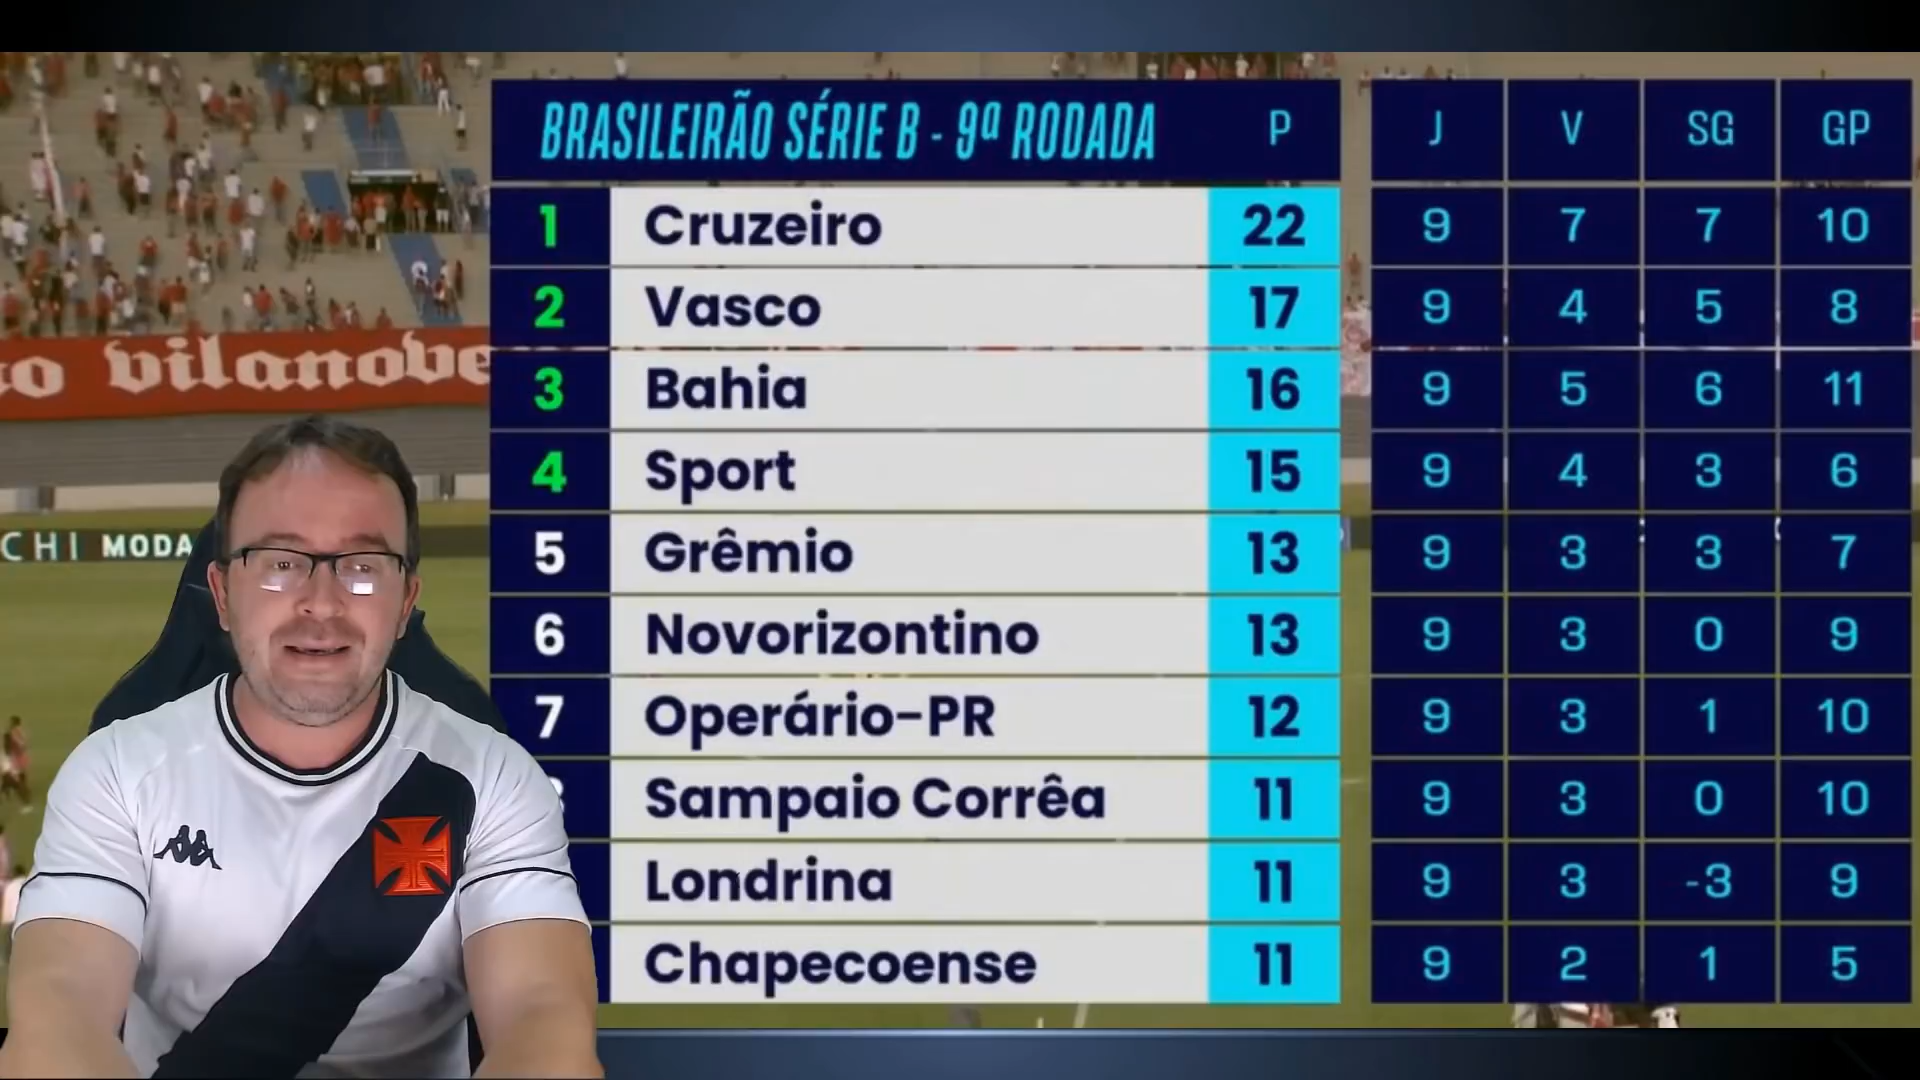 BRASILEIRÃO SÉRIE B - 9ª RODADA P J V SG GP
1 Cruzeiro 22 9 7 7 10
2 Vasco 17 9 4 5 8
3 Bahia 16 9 5 6 11
4 Sport 15 9 4 3 6
5 Grêmio 13 9 3 3 7
6 Novorizontino 13 9 3 0 9
7 Operário-PR 12 9 3 1 10
Sampaio Corrêa 11 9 3 0 10
Londrina 11 9 3 -3 9
Chapecoense 11 9 2 1 5
vilanove
CHI MODA